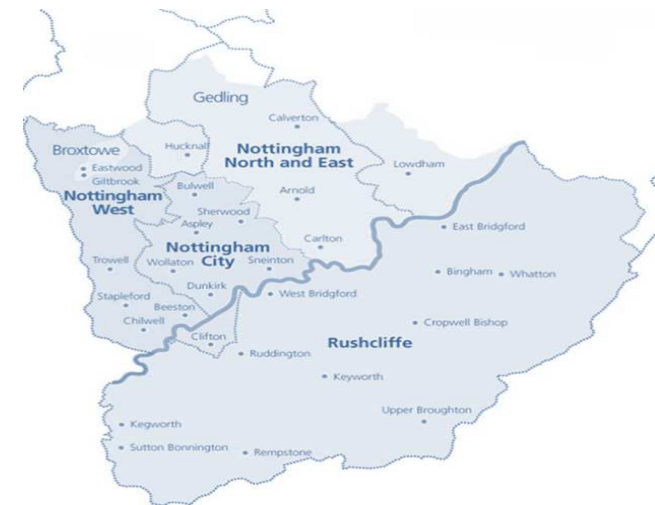 Gedling
Calverton
Broxtowe
Hucknall
Nottingham
North and East
Lowdham
Eastwood
Giltbrook
Nottingham
West
Bulwell
Arnold
Sherwood
Aspley
East Bridgford
Carlton
Nottingham
City
Trowell
Wollaton
Sneinton
Bingham
Whatton
Dunkirk
West Bridgford
Stapleford
Beeston
Chilwell
Cropwell Bishop
Clifton
Rushcliffe
Ruddington
Keyworth
Upper Broughton
Kegworth
Sutton Bonnington
Rempstone